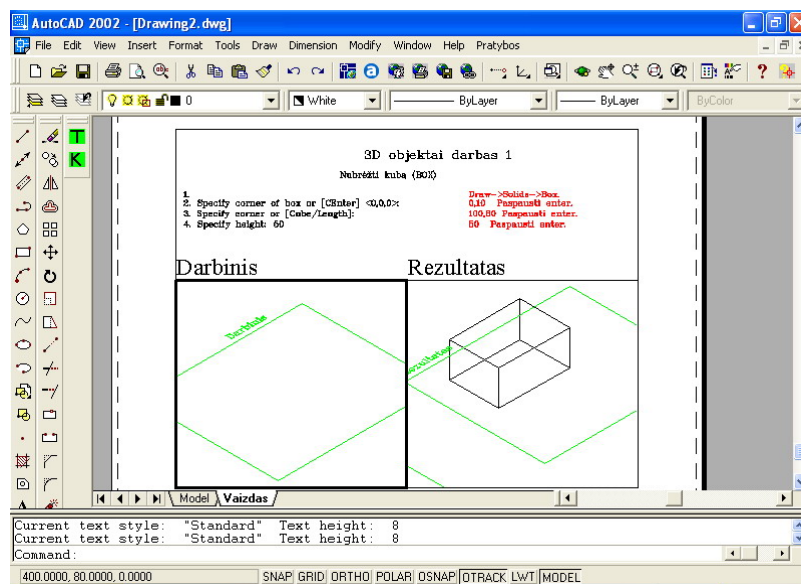 AutoCAD 2002 - [Drawing2.dwg]
File Edit View Insert Format Tools Draw Dimension Modify Window Help Pratybos
0 White ByLayer ByLayer ByColor
T
K
3D objektai darbas 1
Nubrėžti kubą (BOX)
1. Draw->Solids->Box.
2. Specify corner of box or [CEnter] <0,0,0>: 0,10 Paspausti enter.
3. Specify corner or [Cube/Length]: 100,80 Paspausti enter.
4. Specify height: 60 50 Paspausti enter.
Darbinis Rezultatas
Darbinis
Rezultatas
Model Vaizdas
Current text style: "Standard" Text height: 8
Current text style: "Standard" Text height: 8
Command:
400.0000, 80.0000, 0.0000 SNAP GRID ORTHO POLAR OSNAP OTRACK LWT MODEL